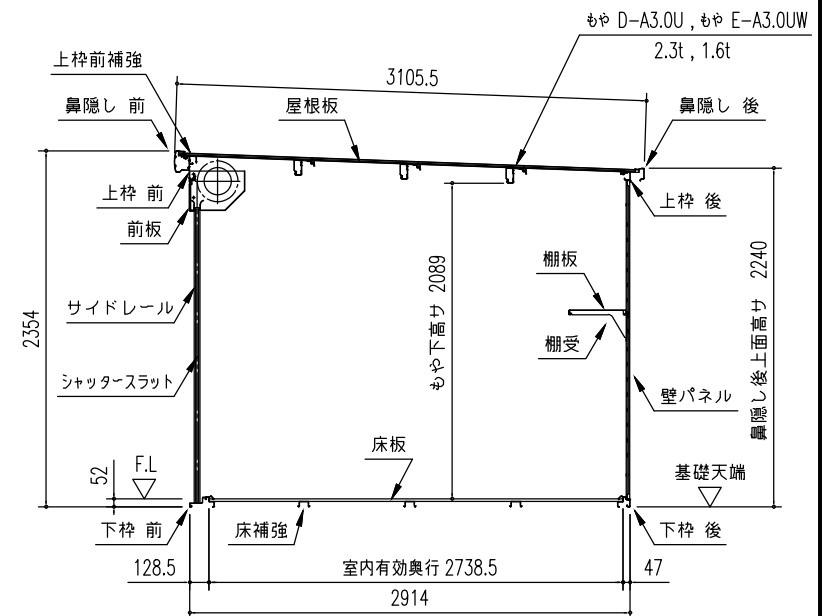 もや D-A3.0U , もや E-A3.0UW
2.3t , 1.6t
上枠前補強
3105.5
鼻隠し 前
屋根板
鼻隠し 後
上枠 前
上枠 後
前板
棚板
サイドレール
2354
もや下高サ 2089
鼻隠し後上面高サ 2240
棚受
シャッタースラット
壁パネル
床板
52
F.L
基礎天端
下枠 前
床補強
下枠 後
128.5
室内有効奥行 2738.5
47
2914